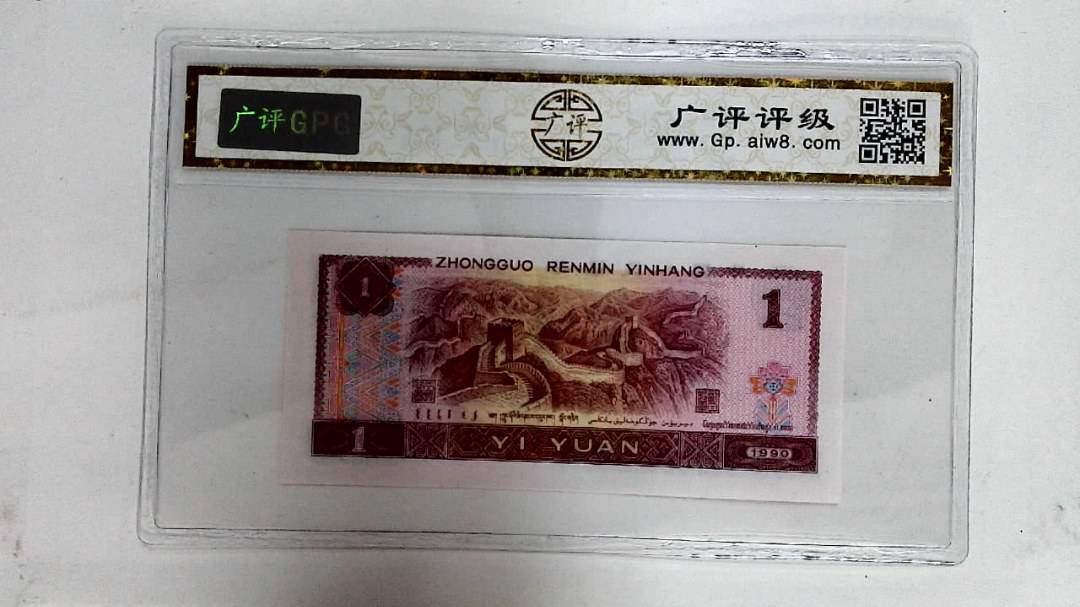 广评GPG
广评
广评评级
www.Gp.aiw8.com
ZHONGGUO RENMIN YINHANG
1
1
1
YI YUAN
1990